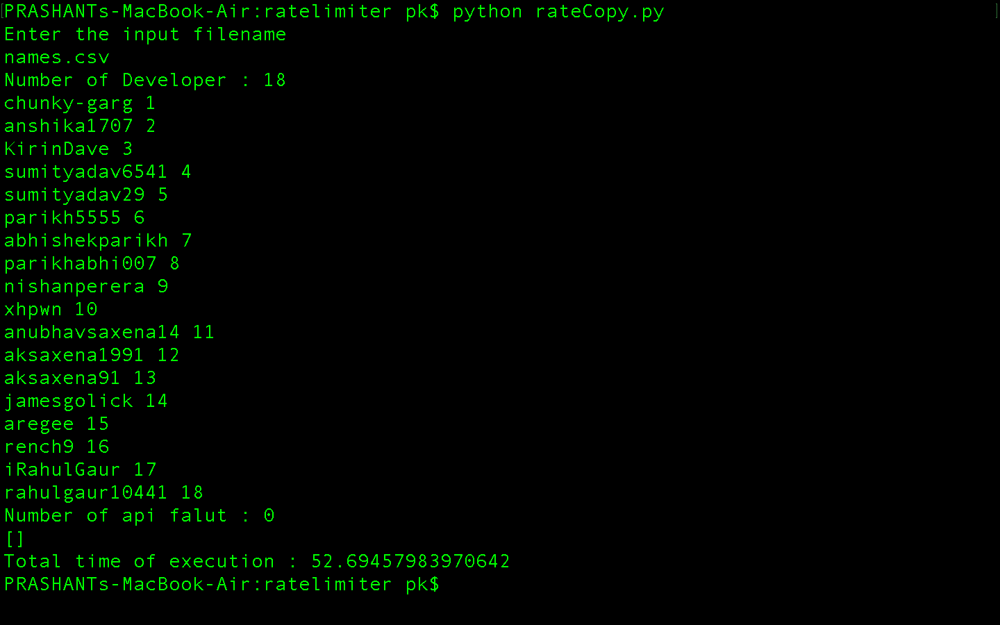 PRASHANTs-MacBook-Air:ratelimiter pk$ python rateCopy.py
Enter the input filename
names.csv
Number of Developer : 18
chunky-garg 1
anshika1707 2
KirinDave 3
sumityadav6541 4
sumityadav29 5
parikh5555 6
abhishekparikh 7
parikhabhi007 8
nishanperera 9
xhpwn 10
anubhavsaxena14 11
aksaxena1991 12
aksaxena91 13
jamesgolick 14
aregee 15
rench9 16
iRahulGaur 17
rahulgaur10441 18
Number of api falut : 0
[]
Total time of execution : 52.69457983970642
PRASHANTs-MacBook-Air:ratelimiter pk$